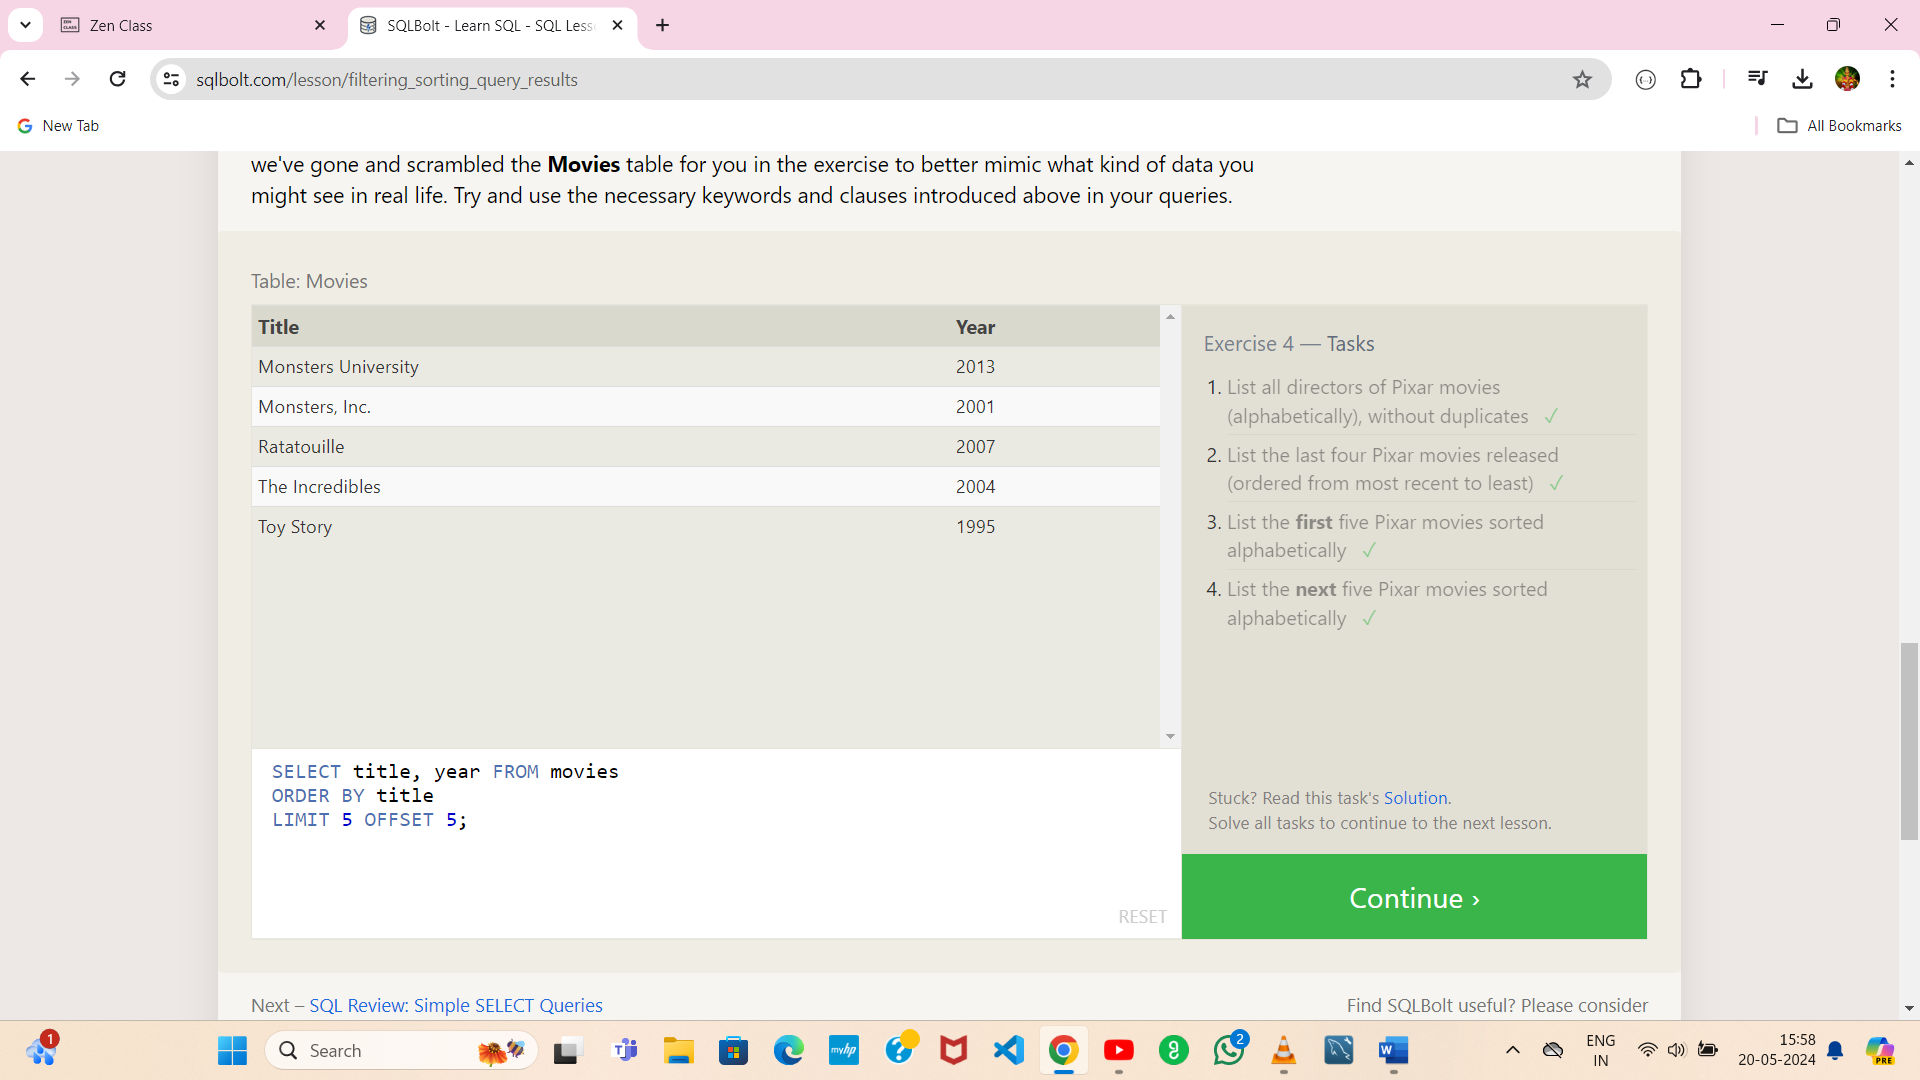 Zen Class
SQLBolt - Learn SQL - SQL Less
sqlbolt.com/lesson/filtering_sorting_query_results
New Tab
All Bookmarks
we've gone and scrambled the Movies table for you in the exercise to better mimic what kind of data you
might see in real life. Try and use the necessary keywords and clauses introduced above in your queries.
Table: Movies
Title Year
Monsters University 2013
Monsters, Inc. 2001
Ratatouille 2007
The Incredibles 2004
Toy Story 1995
SELECT title, year FROM movies
ORDER BY title
LIMIT 5 OFFSET 5;
RESET
Exercise 4 — Tasks
1. List all directors of Pixar movies
(alphabetically), without duplicates ✓
2. List the last four Pixar movies released
(ordered from most recent to least) ✓
3. List the first five Pixar movies sorted
alphabetically ✓
4. List the next five Pixar movies sorted
alphabetically ✓
Stuck? Read this task's Solution.
Solve all tasks to continue to the next lesson.
Continue ›
Next – SQL Review: Simple SELECT Queries
Find SQLBolt useful? Please consider
1
Search
myhp
2
W
ENG
IN
15:58
20-05-2024
PRE